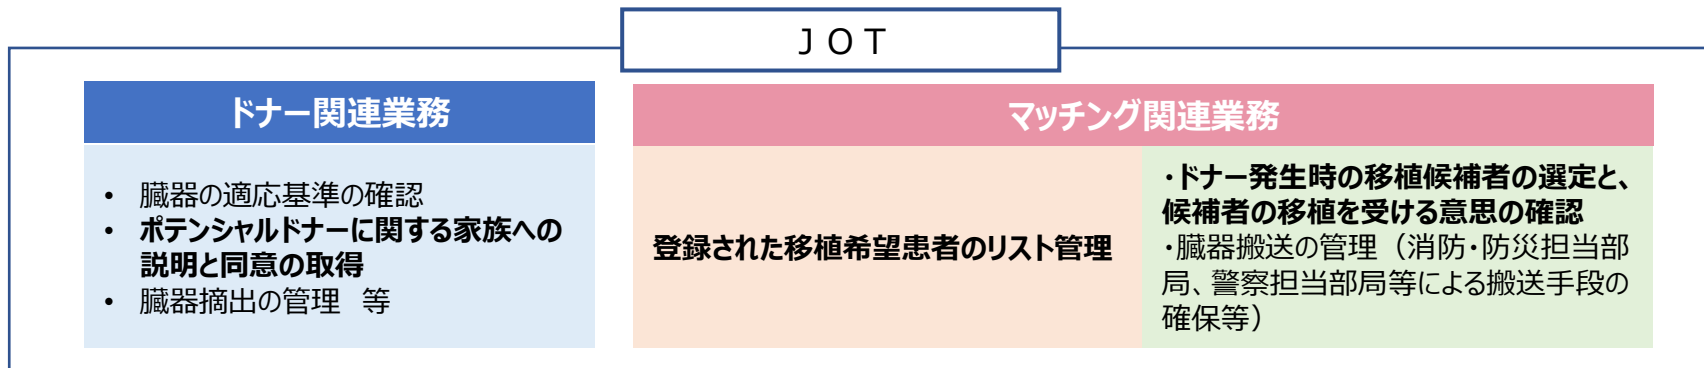 ＪＯＴ
ドナー関連業務
• 臓器の適応基準の確認
• ポテンシャルドナーに関する家族への
説明と同意の取得
• 臓器摘出の管理　等
マッチング関連業務
登録された移植希望患者のリスト管理
・ドナー発生時の移植候補者の選定と、
候補者の移植を受ける意思の確認
・臓器搬送の管理（消防・防災担当部
局、警察担当部局等による搬送手段の
確保等）